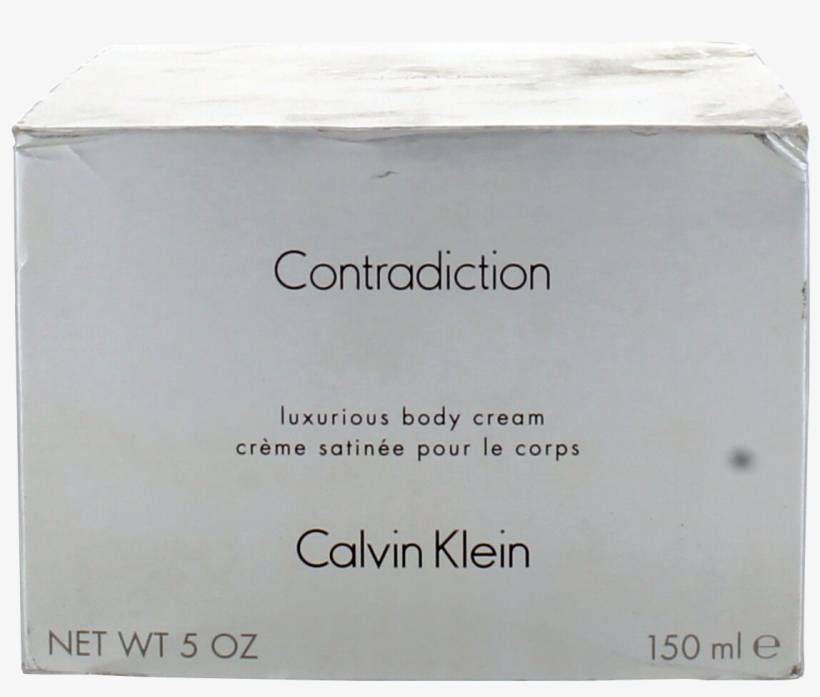 Contradiction
luxurious body cream
crème satinée pour le corps
Calvin Klein
NET WT 5 OZ
150 ml ℮